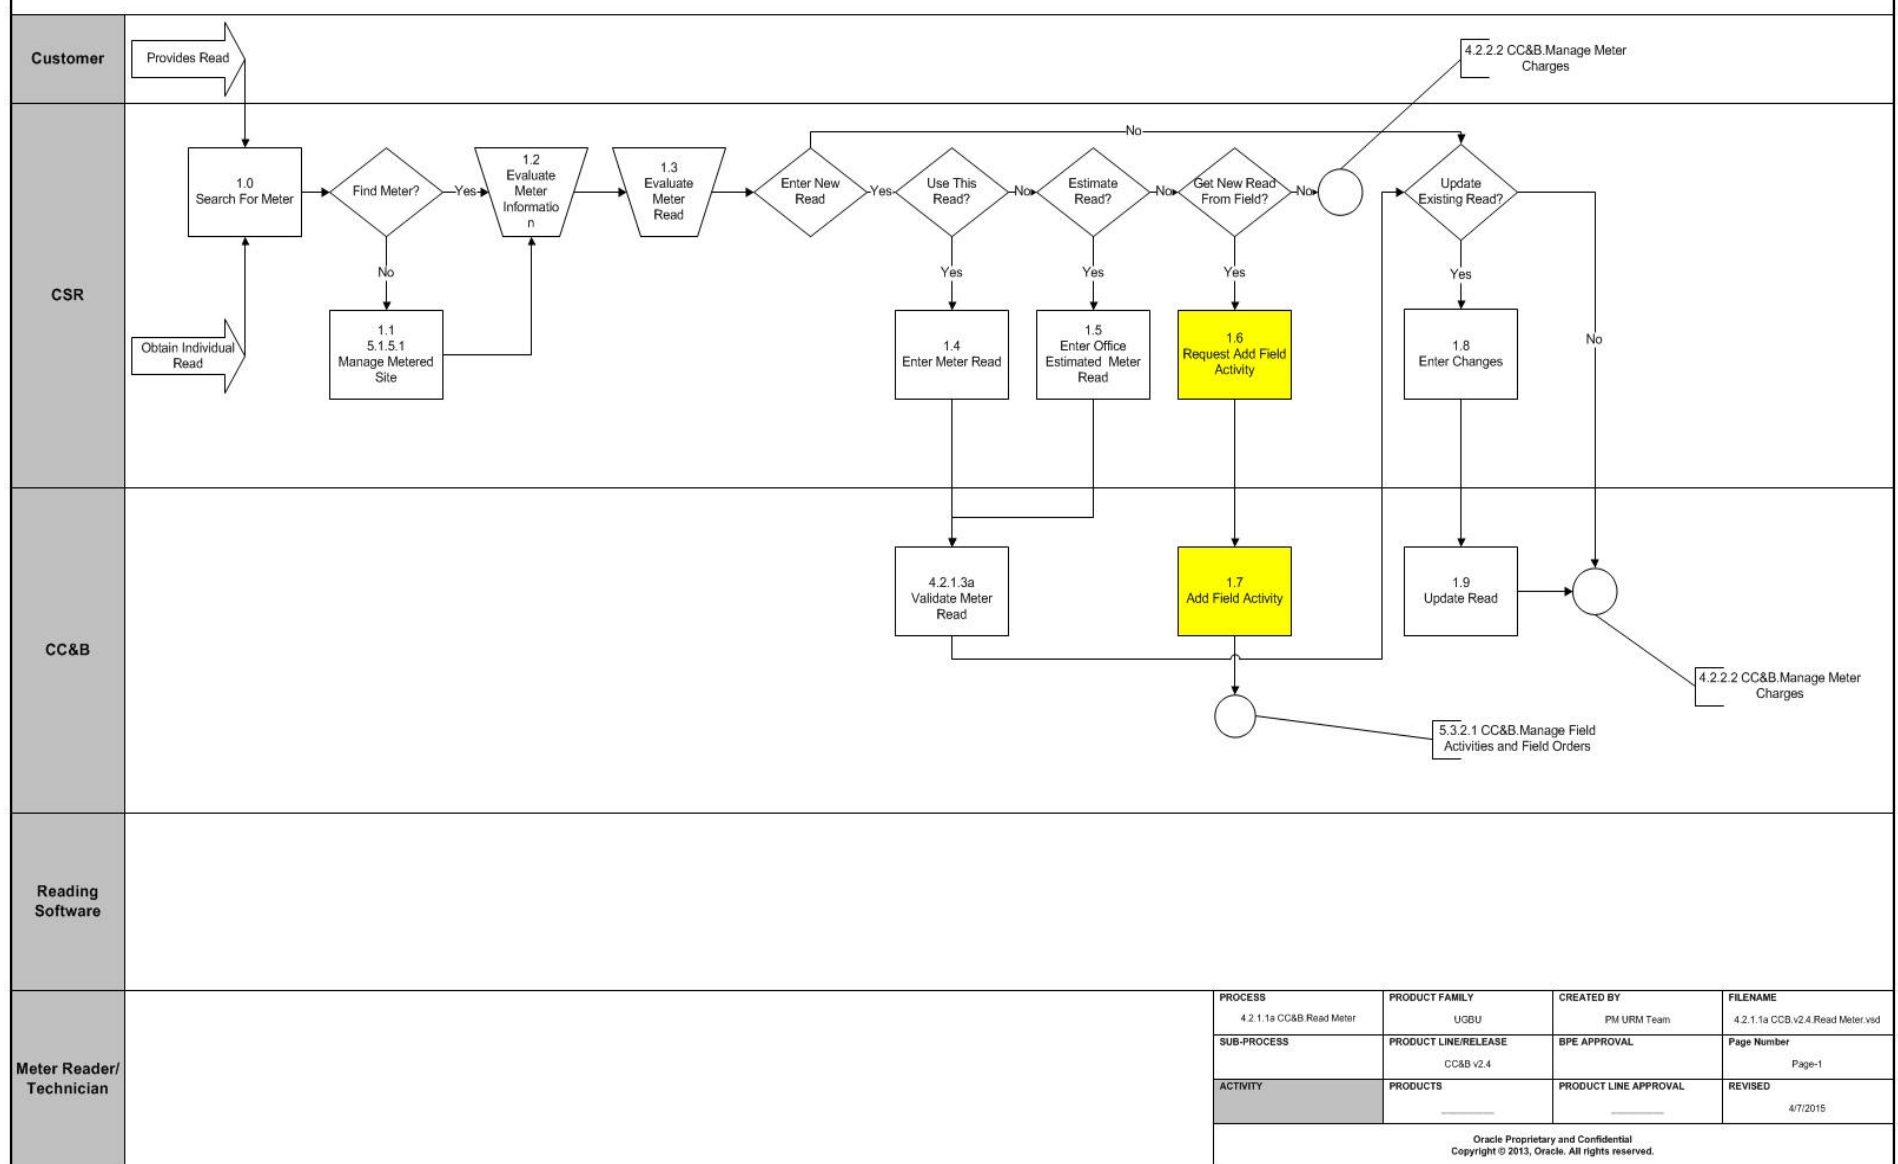 Customer
Provides Read
4.2.2.2 CC&B.Manage Meter
Charges
CSR
No
1.0
Search For Meter
Find Meter?
Yes
1.2
Evaluate
Meter
Informatio
n
1.3
Evaluate
Meter
Read
Enter New
Read
Yes
Use This
Read?
No
Estimate
Read?
No
Get New Read
From Field?
No
Update
Existing Read?
No
Yes
Yes
Yes
Yes
No
Obtain Individual
Read
1.1
5.1.5.1
Manage Metered
Site
1.4
Enter Meter Read
1.5
Enter Office
Estimated Meter
Read
1.6
Request Add Field
Activity
1.8
Enter Changes
CC&B
4.2.1.3a
Validate Meter
Read
1.7
Add Field Activity
1.9
Update Read
4.2.2.2 CC&B.Manage Meter
Charges
5.3.2.1 CC&B.Manage Field
Activities and Field Orders
Reading
Software
Meter Reader/
Technician
PROCESS
4.2.1.1a CC&B.Read Meter
PRODUCT FAMILY
UGBU
CREATED BY
PM URM Team
FILENAME
4.2.1.1a CCB.v2.4.Read Meter.vsd
SUB-PROCESS
PRODUCT LINE/RELEASE
CC&B v2.4
BPE APPROVAL
Page Number
Page-1
ACTIVITY
PRODUCTS
PRODUCT LINE APPROVAL
REVISED
4/7/2015
Oracle Proprietary and Confidential
Copyright © 2013, Oracle. All rights reserved.